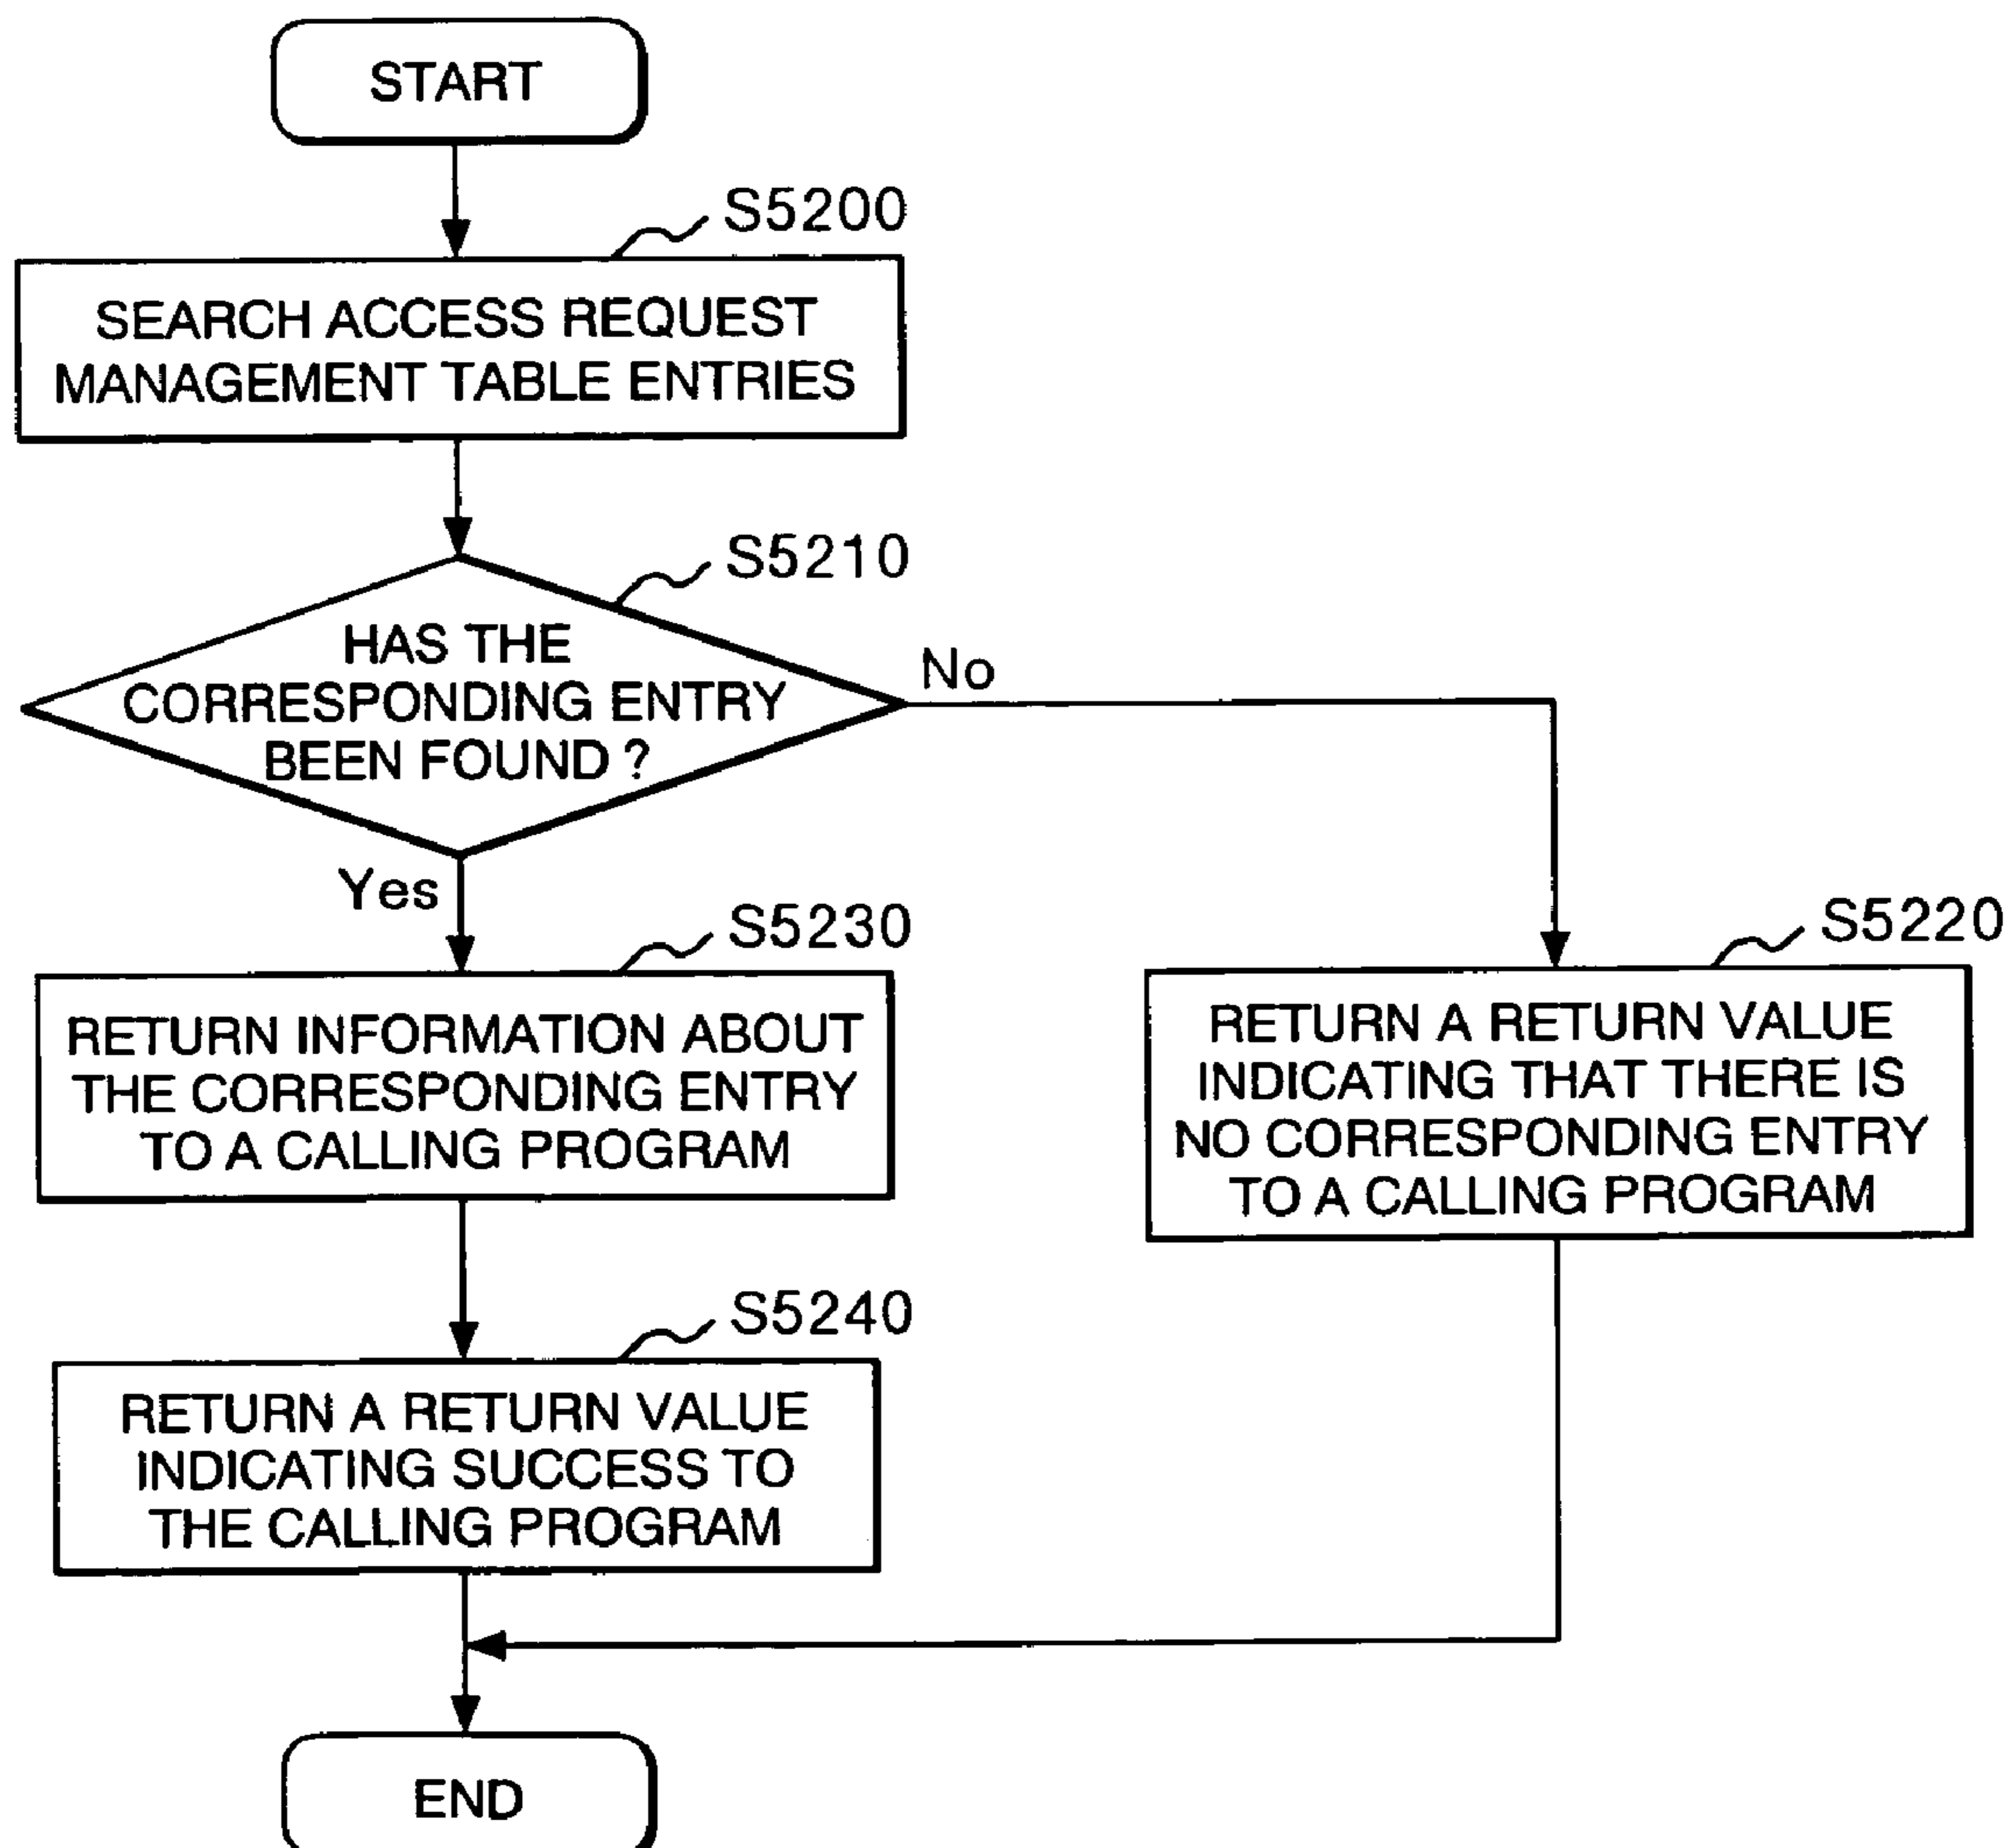 START
S5200
SEARCH ACCESS REQUEST
MANAGEMENT TABLE ENTRIES
S5210
HAS THE
CORRESPONDING ENTRY
BEEN FOUND ?
No
Yes
S5230
RETURN INFORMATION ABOUT
THE CORRESPONDING ENTRY
TO A CALLING PROGRAM
S5220
RETURN A RETURN VALUE
INDICATING THAT THERE IS
NO CORRESPONDING ENTRY
TO A CALLING PROGRAM
S5240
RETURN A RETURN VALUE
INDICATING SUCCESS TO
THE CALLING PROGRAM
END